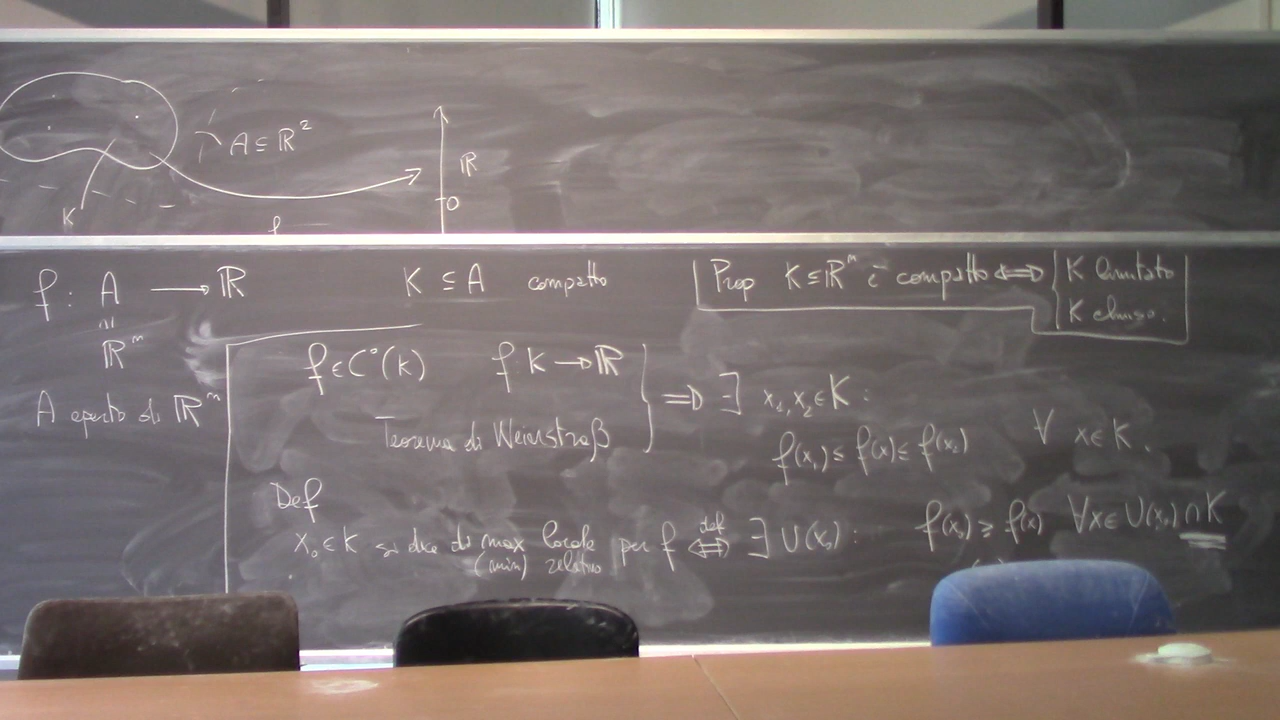 A ⊆ ℝ²
ℝ
0
K
f
f : A ⟶ ℝ K ⊆ A compatto Prop K ⊆ ℝⁿ è compatto ⟺ { K limitato
K chiuso.
ℝⁿ
A aperto di ℝⁿ
f ∈ C°(K) f : K → ℝ } ⟹ ∃ x₁, x₂ ∈ K :
Teorema di Weierstraß
f(x₁) ≤ f(x) ≤ f(x₂) ∀ x ∈ K.
Def
x₀ ∈ K si dice di max locale per f ⟺ def ∃ U(x₀) : f(x₀) ≥ f(x) ∀x ∈ U(x₀) ∩ K
(min) relativo